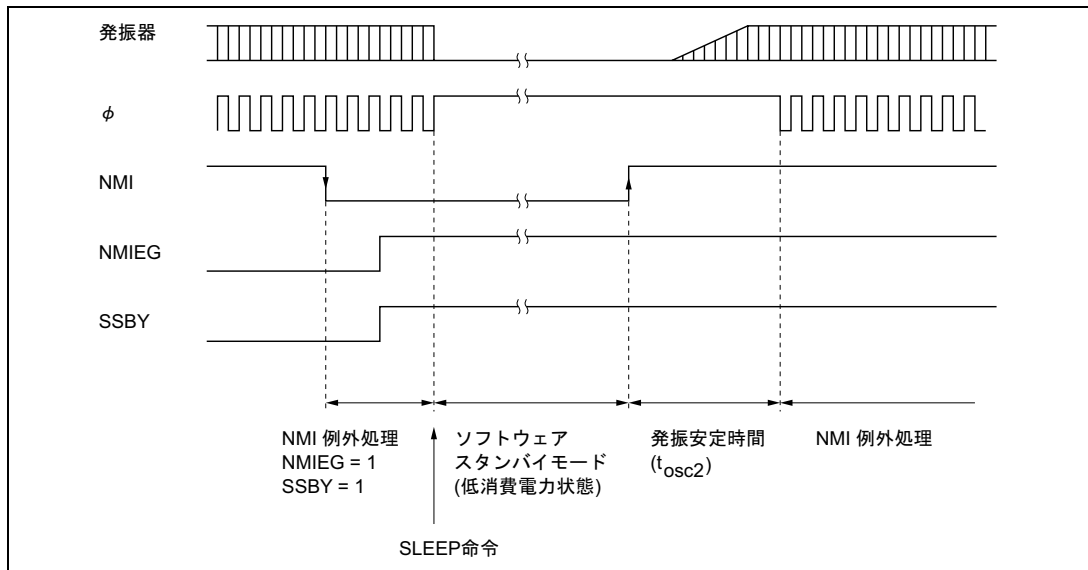 発振器
φ
NMI
NMIEG
SSBY
NMI 例外処理
NMIEG = 1
SSBY = 1
ソフトウェア
スタンバイモード
(低消費電力状態)
発振安定時間
(tosc2)
NMI 例外処理
SLEEP命令